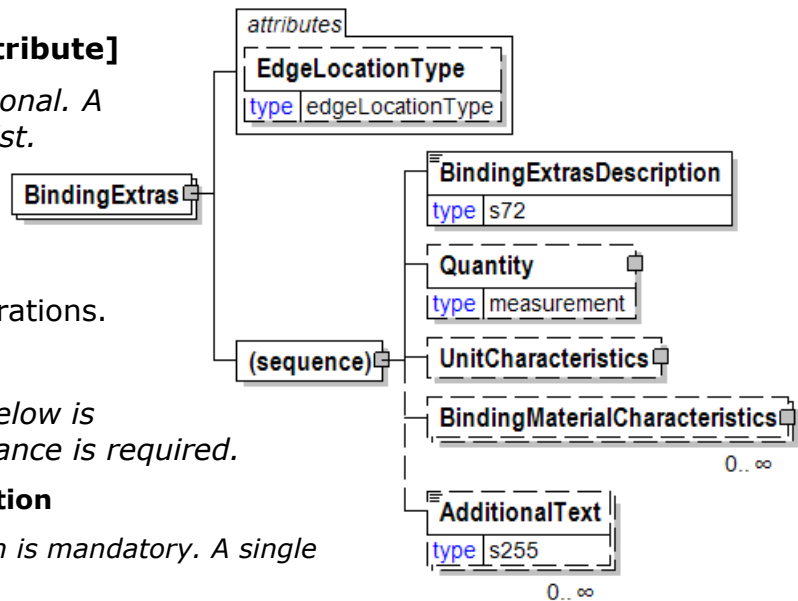 tribute]
onal. A
st.
rations.
elow is
ance is required.
tion
n is mandatory. A single
attributes
EdgeLocationType
type edgeLocationType
BindingExtras
(sequence)
BindingExtrasDescription
type s72
Quantity
type measurement
UnitCharacteristics
BindingMaterialCharacteristics
0.. ∞
AdditionalText
type s255
0.. ∞